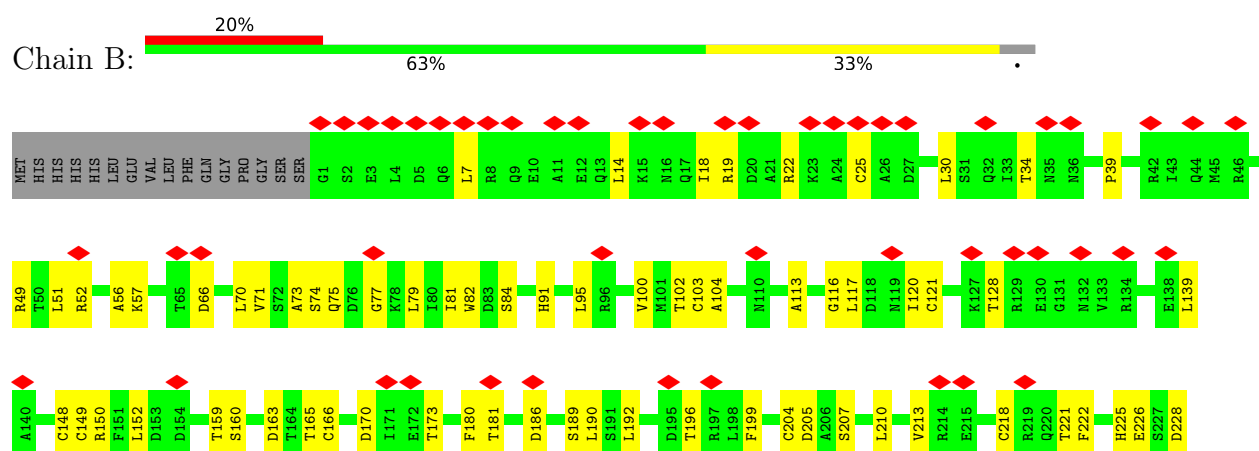 20%
Chain B:
63% 33% •
MET HIS HIS HIS HIS LEU GLU VAL LEU PHE GLN GLY PRO GLY SER SER G1 S2 E3 L4 D5 Q6 L7 R8 Q9 E10 A11 E12 Q13 L14 K15 N16 Q17 I18 R19 D20 A21 R22 K23 A24 C25 A26 D27 L30 S31 Q32 I33 T34 N35 N36 P39 R42 I43 Q44 M45 R46
R49 T50 L51 R52 A56 K57 T65 D66 L70 V71 S72 A73 S74 Q75 D76 G77 K78 L79 I80 I81 W82 D83 S84 H91 L95 R96 V100 M101 T102 C103 A104 N110 A113 G116 L117 D118 N119 I120 C121 K127 T128 R129 E130 G131 N132 V133 R134 E138 L139
A140 C148 C149 R150 F151 L152 D153 D154 T159 S160 D163 T164 T165 C166 D170 I171 E172 T173 F180 T181 D186 S189 L190 S191 L192 D195 T196 R197 L198 F199 C204 D205 A206 S207 L210 V213 R214 E215 C218 R219 Q220 T221 F222 H225 E226 S227 D228